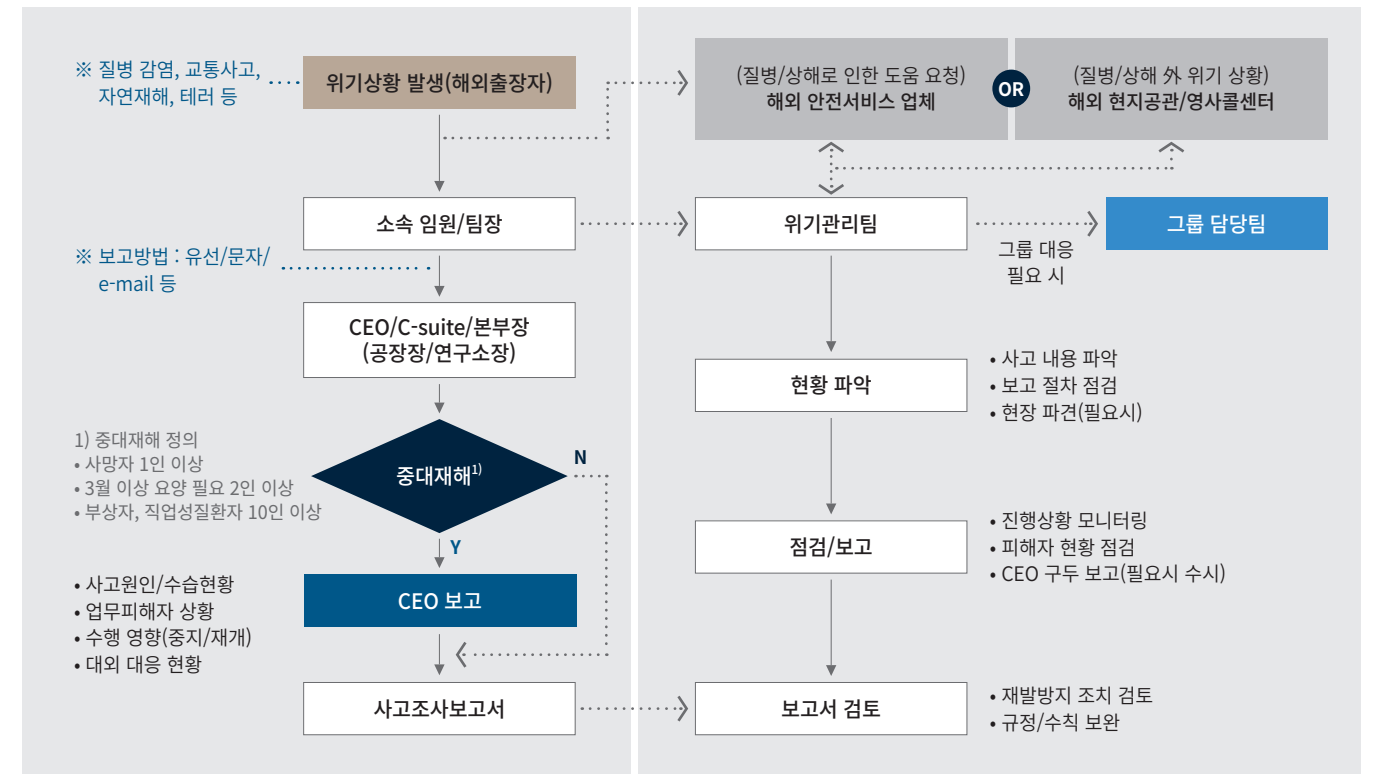 ※ 질병 감염, 교통사고,
자연재해, 테러 등
위기상황 발생(해외출장자)
소속 임원/팀장
※ 보고방법 : 유선/문자/
e-mail 등
CEO/C-suite/본부장
(공장장/연구소장)
1) 중대재해 정의
• 사망자 1인 이상
• 3월 이상 요양 필요 2인 이상
• 부상자, 직업성질환자 10인 이상
중대재해1)
N
Y
• 사고원인/수습현황
• 업무피해자 상황
• 수행 영향(중지/재개)
• 대외 대응 현황
CEO 보고
사고조사보고서
(질병/상해로 인한 도움 요청)
해외 안전서비스 업체
OR
(질병/상해 外 위기 상황)
해외 현지공관/영사콜센터
위기관리팀
그룹 대응
필요 시
그룹 담당팀
현황 파악
• 사고 내용 파악
• 보고 절차 점검
• 현장 파견(필요시)
점검/보고
• 진행상황 모니터링
• 피해자 현황 점검
• CEO 구두 보고(필요시 수시)
보고서 검토
• 재발방지 조치 검토
• 규정/수칙 보완